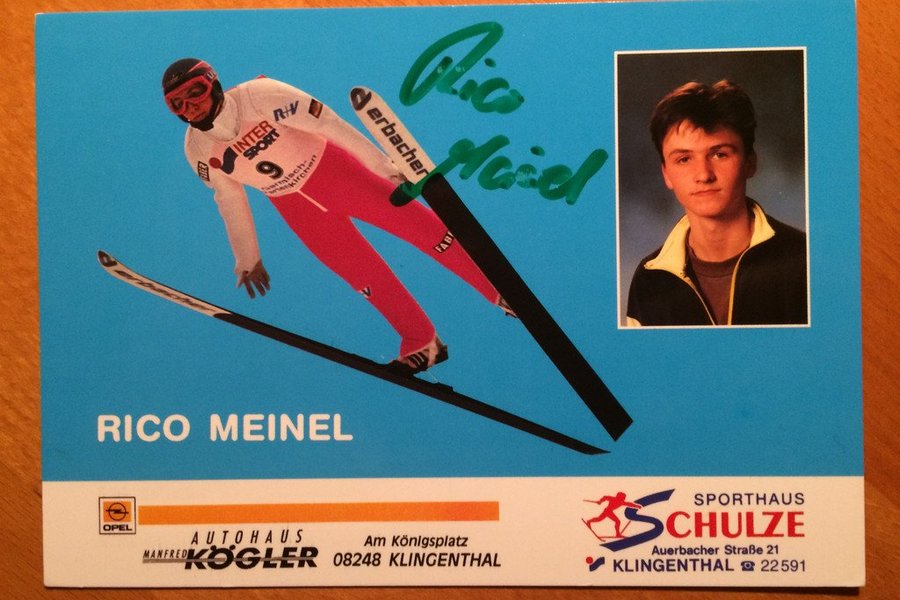 Rico
Meinel
R+V
INTER
SPORT
9
erbacher
erbacher
RICO MEINEL
OPEL
AUTOHAUS
MANFRED KÖGLER
Am Königsplatz
08248 KLINGENTHAL
SPORTHAUS
SCHULZE
Auerbacher Straße 21
KLINGENTHAL ☎ 22591